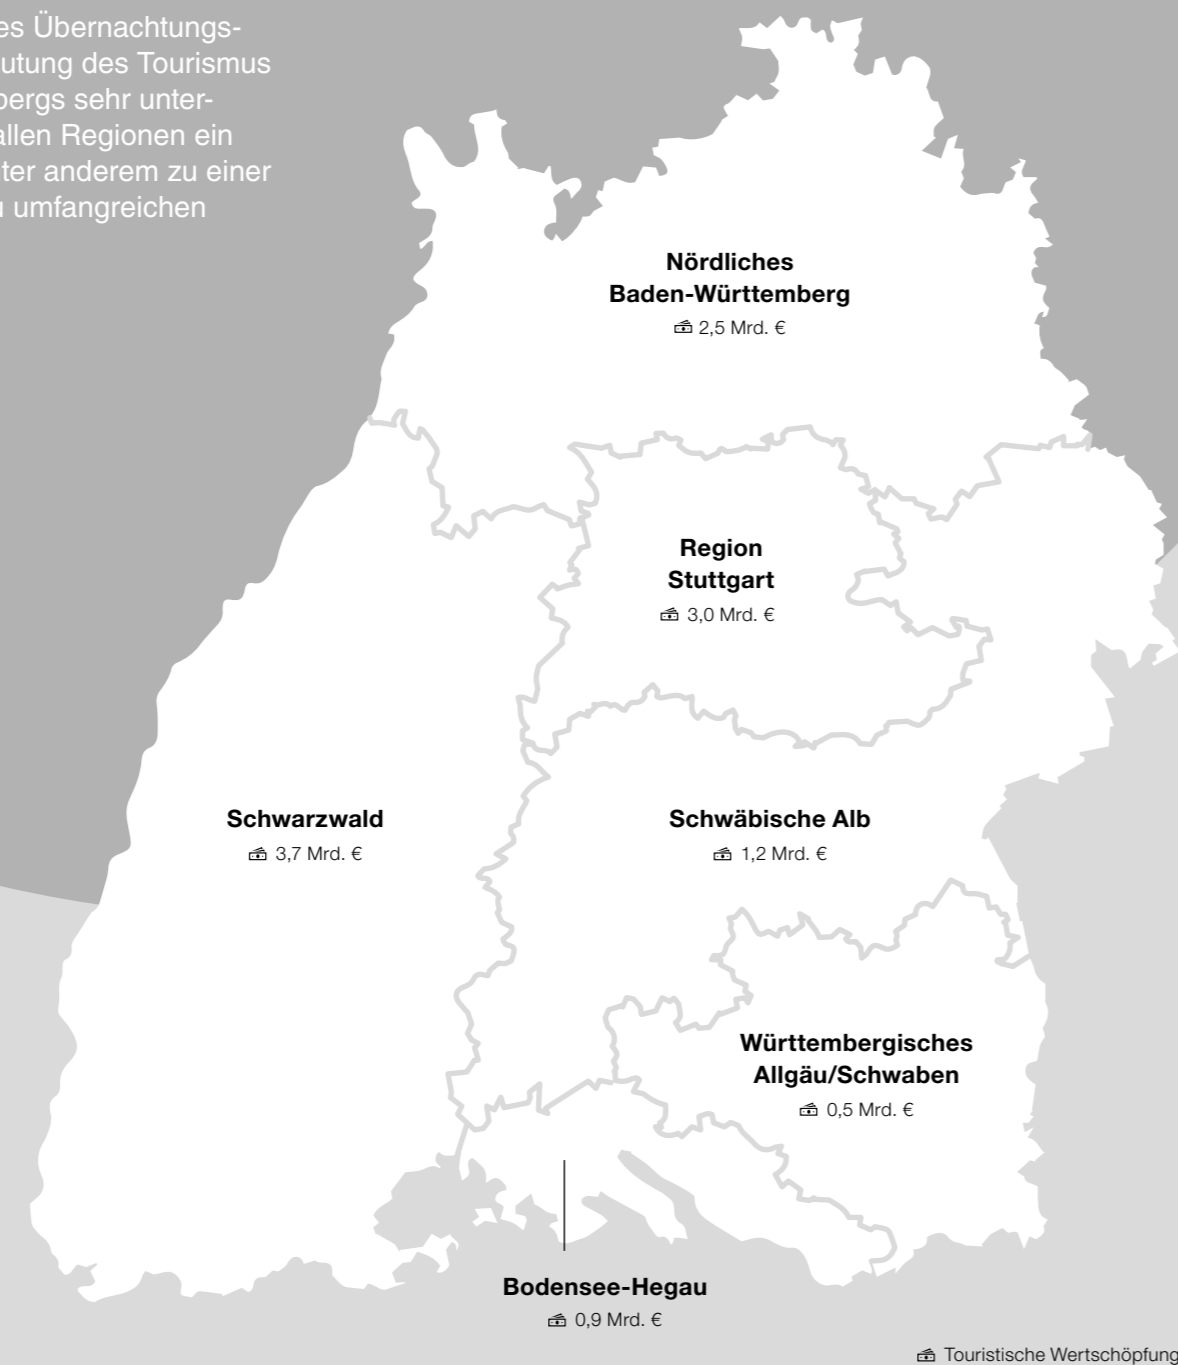 es Übernachtungs-
utung des Tourismus
bergs sehr unter-
allen Regionen ein
ter anderem zu einer
umfangreichen
Nördliches
Baden-Württemberg
2,5 Mrd. €
Region
Stuttgart
3,0 Mrd. €
Schwarzwald
3,7 Mrd. €
Schwäbische Alb
1,2 Mrd. €
Württembergisches
Allgäu/Schwaben
0,5 Mrd. €
Bodensee-Hegau
0,9 Mrd. €
Touristische Wertschöpfung